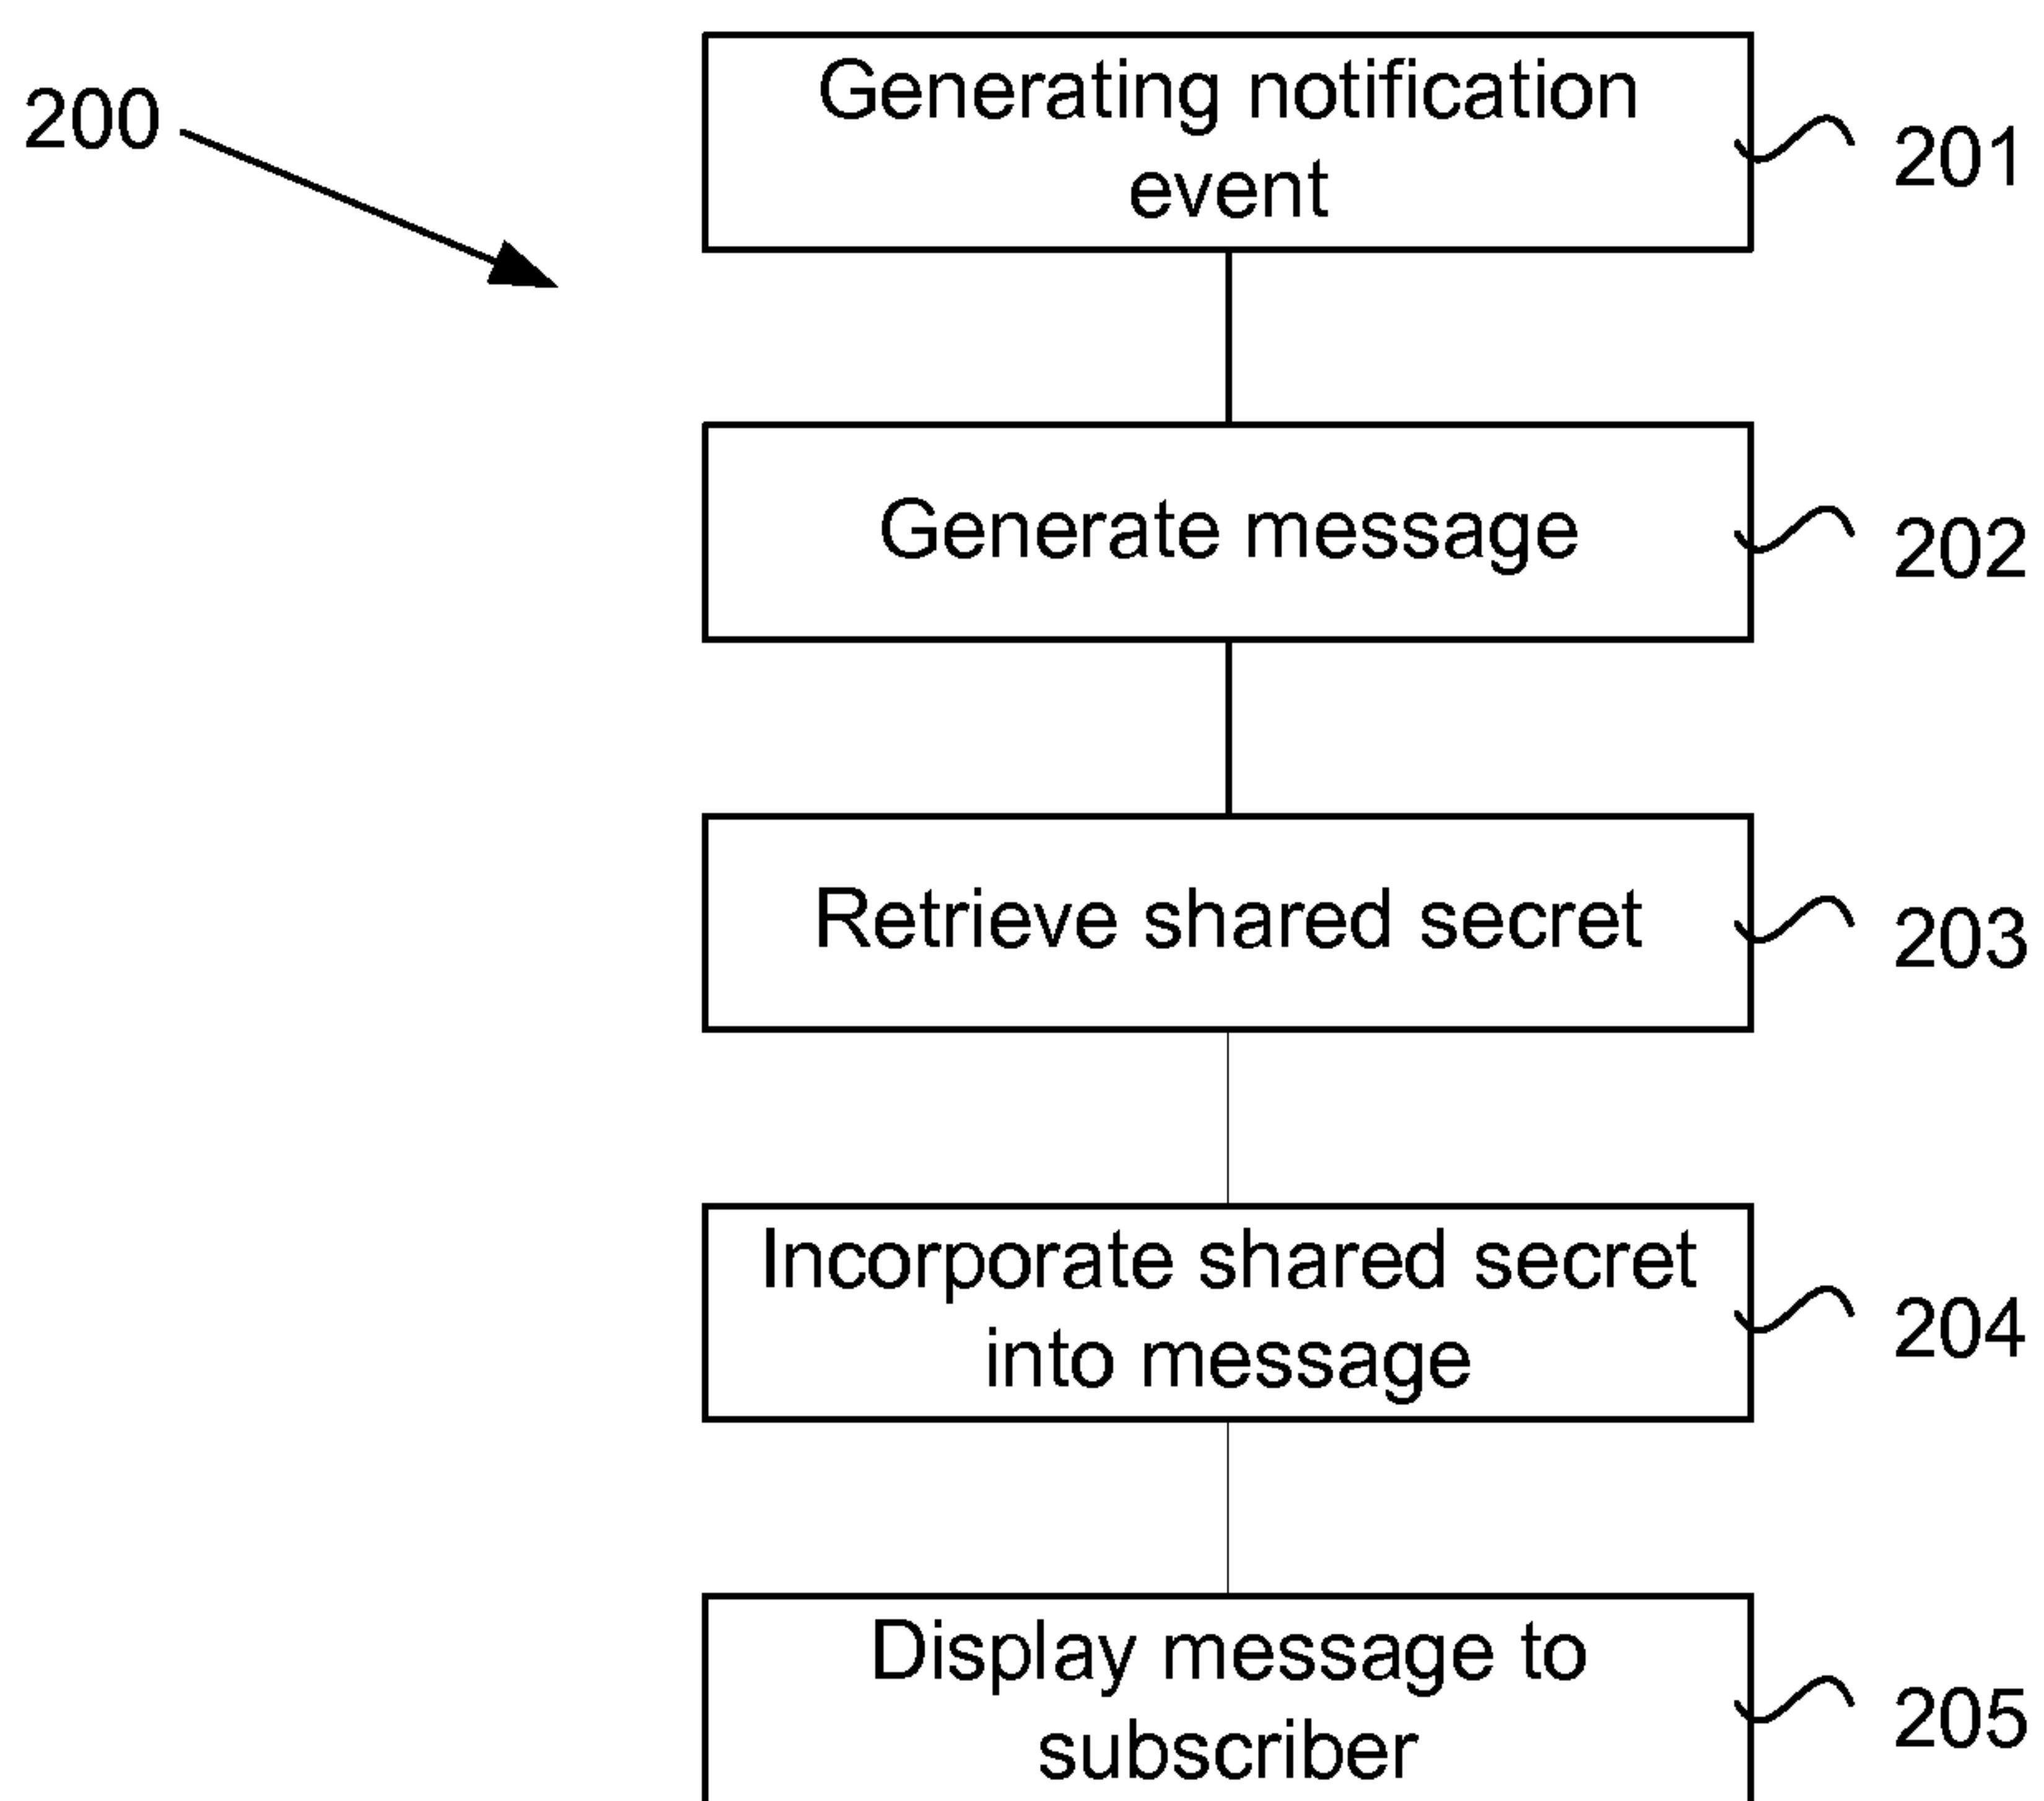 200
Generating notification
event
201
Generate message
202
Retrieve shared secret
203
Incorporate shared secret
into message
204
Display message to
subscriber
205